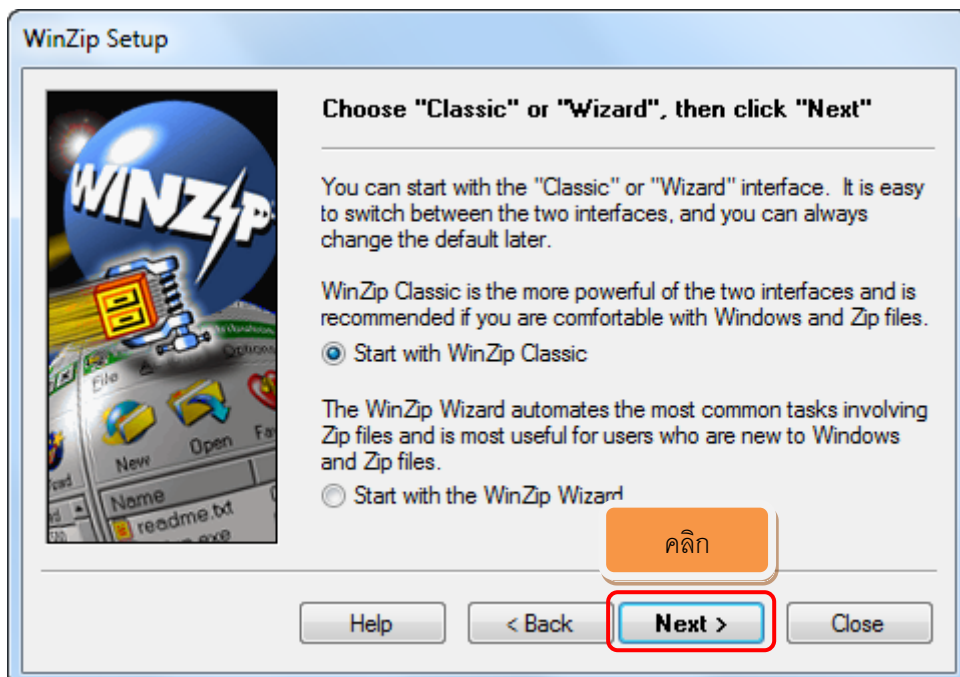 WinZip Setup
WINZIP
File
Options
New
Open
Name
readme.txt
Choose "Classic" or "Wizard", then click "Next"
You can start with the "Classic" or "Wizard" interface. It is easy
to switch between the two interfaces, and you can always
change the default later.
WinZip Classic is the more powerful of the two interfaces and is
recommended if you are comfortable with Windows and Zip files.
Start with WinZip Classic
The WinZip Wizard automates the most common tasks involving
Zip files and is most useful for users who are new to Windows
and Zip files.
Start with the WinZip Wizard
คลิก
Help
< Back
Next >
Close